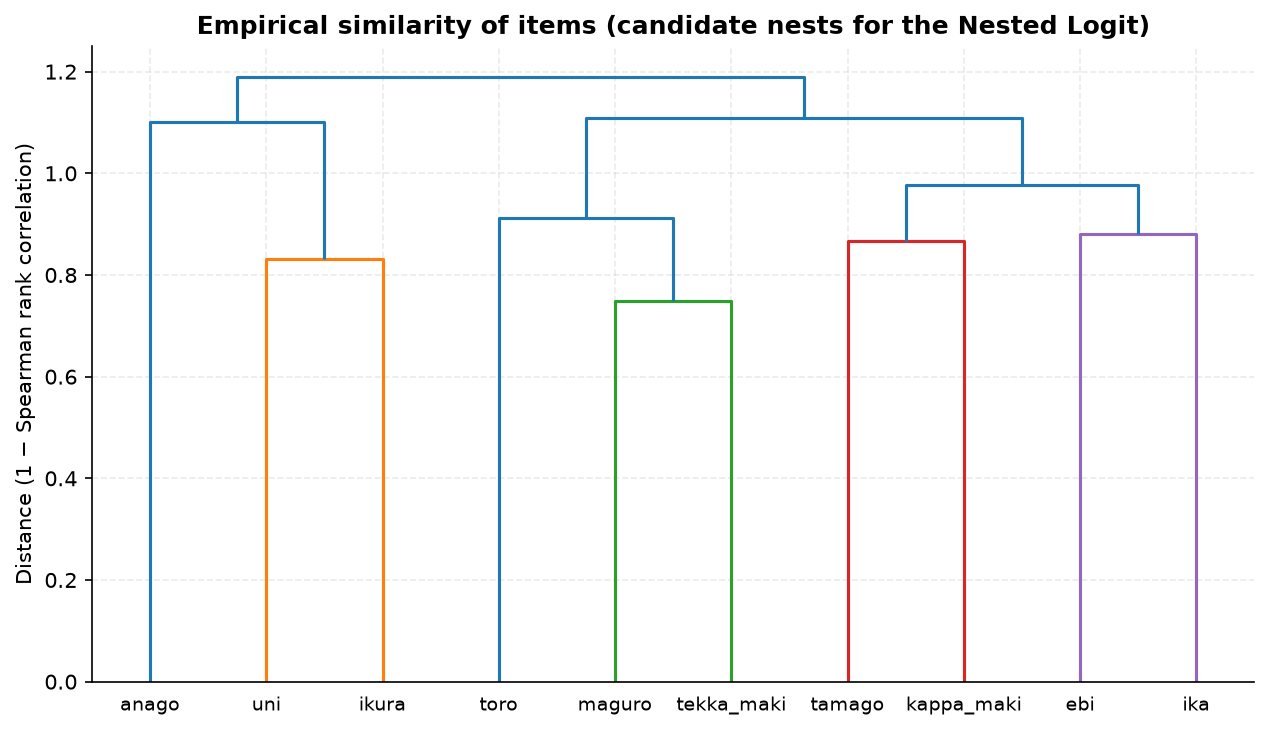 Empirical similarity of items (candidate nests for the Nested Logit)
Distance (1 − Spearman rank correlation)
1.2
1.0
0.8
0.6
0.4
0.2
0.0
anago uni ikura toro maguro tekka_maki tamago kappa_maki ebi ika